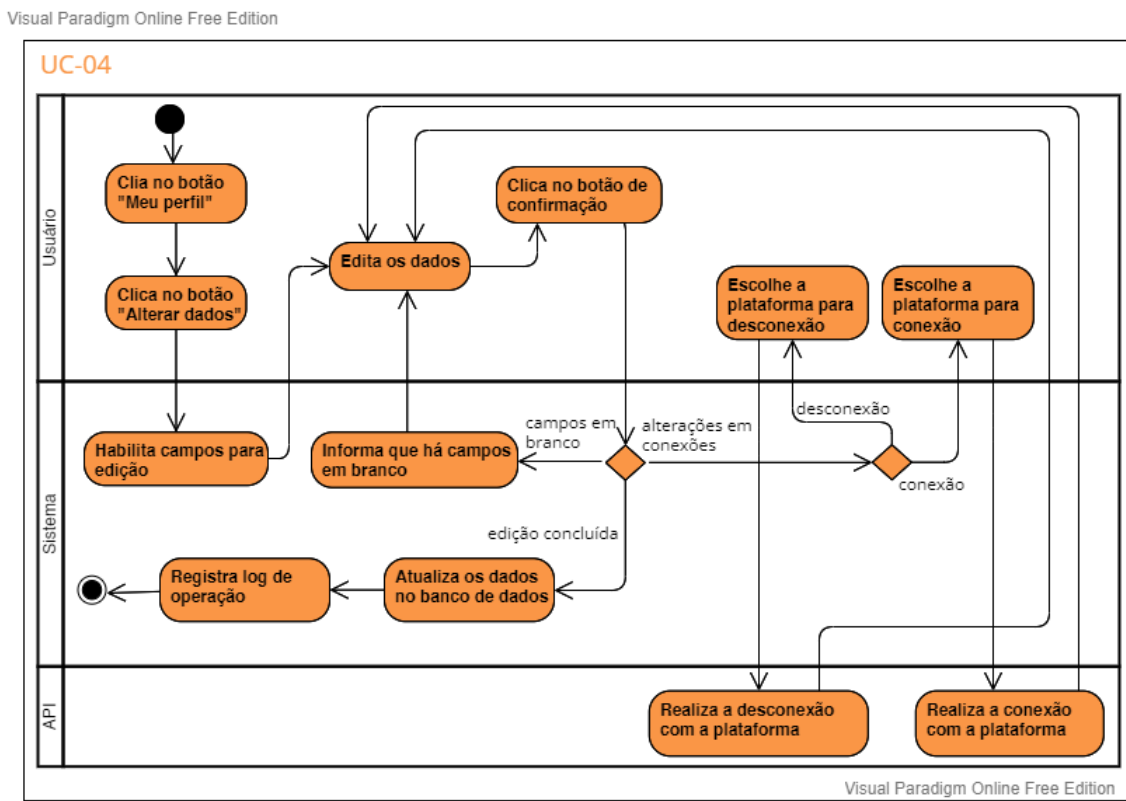 Visual Paradigm Online Free Edition
UC-04
Usuário
Clia no botão
"Meu perfil"
Clica no botão
"Alterar dados"
Edita os dados
Clica no botão de
confirmação
Escolhe a
plataforma para
desconexão
Escolhe a
plataforma para
conexão
Sistema
Habilita campos para
edição
Informa que há campos
em branco
campos em
branco
alterações em
conexões
desconexão
conexão
edição concluída
Registra log de
operação
Atualiza os dados
no banco de dados
API
Realiza a desconexão
com a plataforma
Realiza a conexão
com a plataforma
Visual Paradigm Online Free Edition